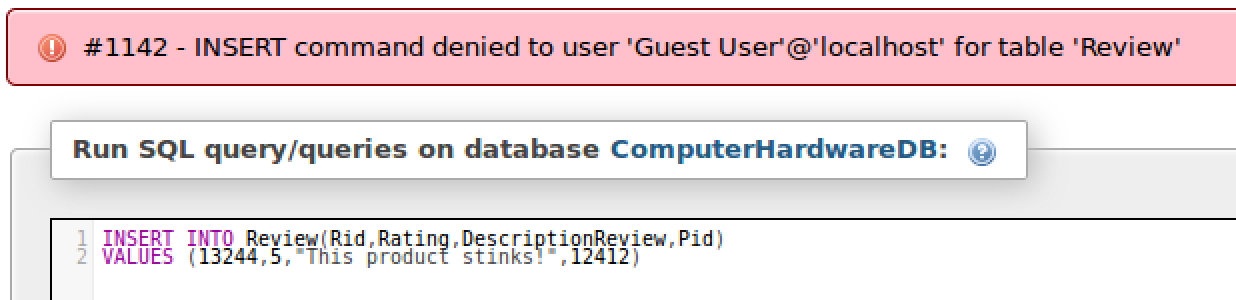 #1142 - INSERT command denied to user 'Guest User'@'localhost' for table 'Review'
Run SQL query/queries on database ComputerHardwareDB:
1 INSERT INTO Review(Rid,Rating,DescriptionReview,Pid)
2 VALUES (13244,5,"This product stinks!",12412)